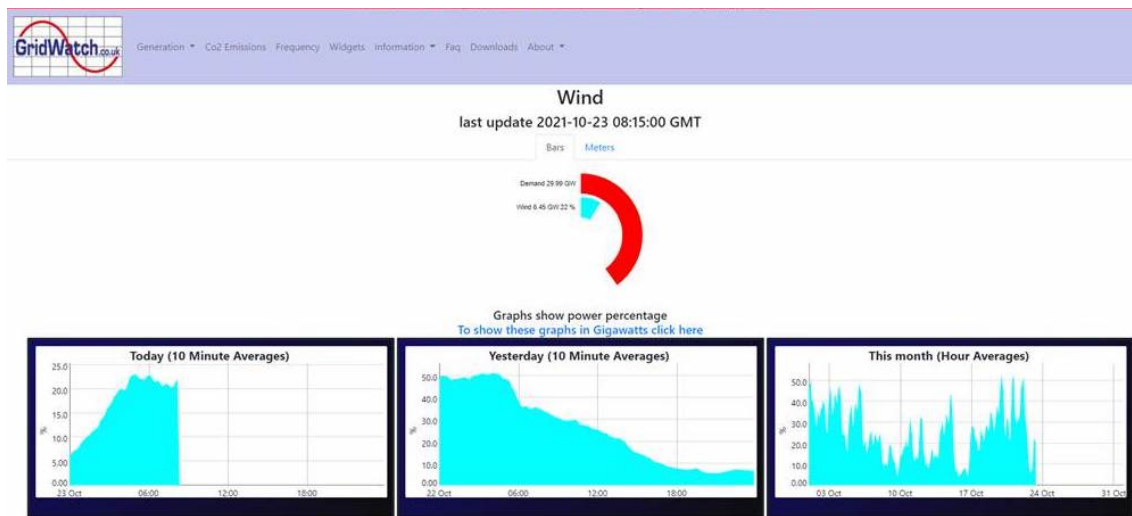 GridWatch.co.uk
Generation Co2 Emissions Frequency Widgets Information Faq Downloads About
Wind
last update 2021-10-23 08:15:00 GMT
Bars Meters
Demand 29.99 GW
Wind 6.45 GW 22 %
Graphs show power percentage
To show these graphs in Gigawatts click here
Today (10 Minute Averages)
25.0
20.0
15.0
%
10.0
5.00
0.00
23 Oct 06:00 12:00 18:00
Yesterday (10 Minute Averages)
50.0
40.0
30.0
%
20.0
10.0
0.00
22 Oct 06:00 12:00 18:00
This month (Hour Averages)
50.0
40.0
30.0
%
20.0
10.0
0.00
03 Oct 10 Oct 17 Oct 24 Oct 31 Oct